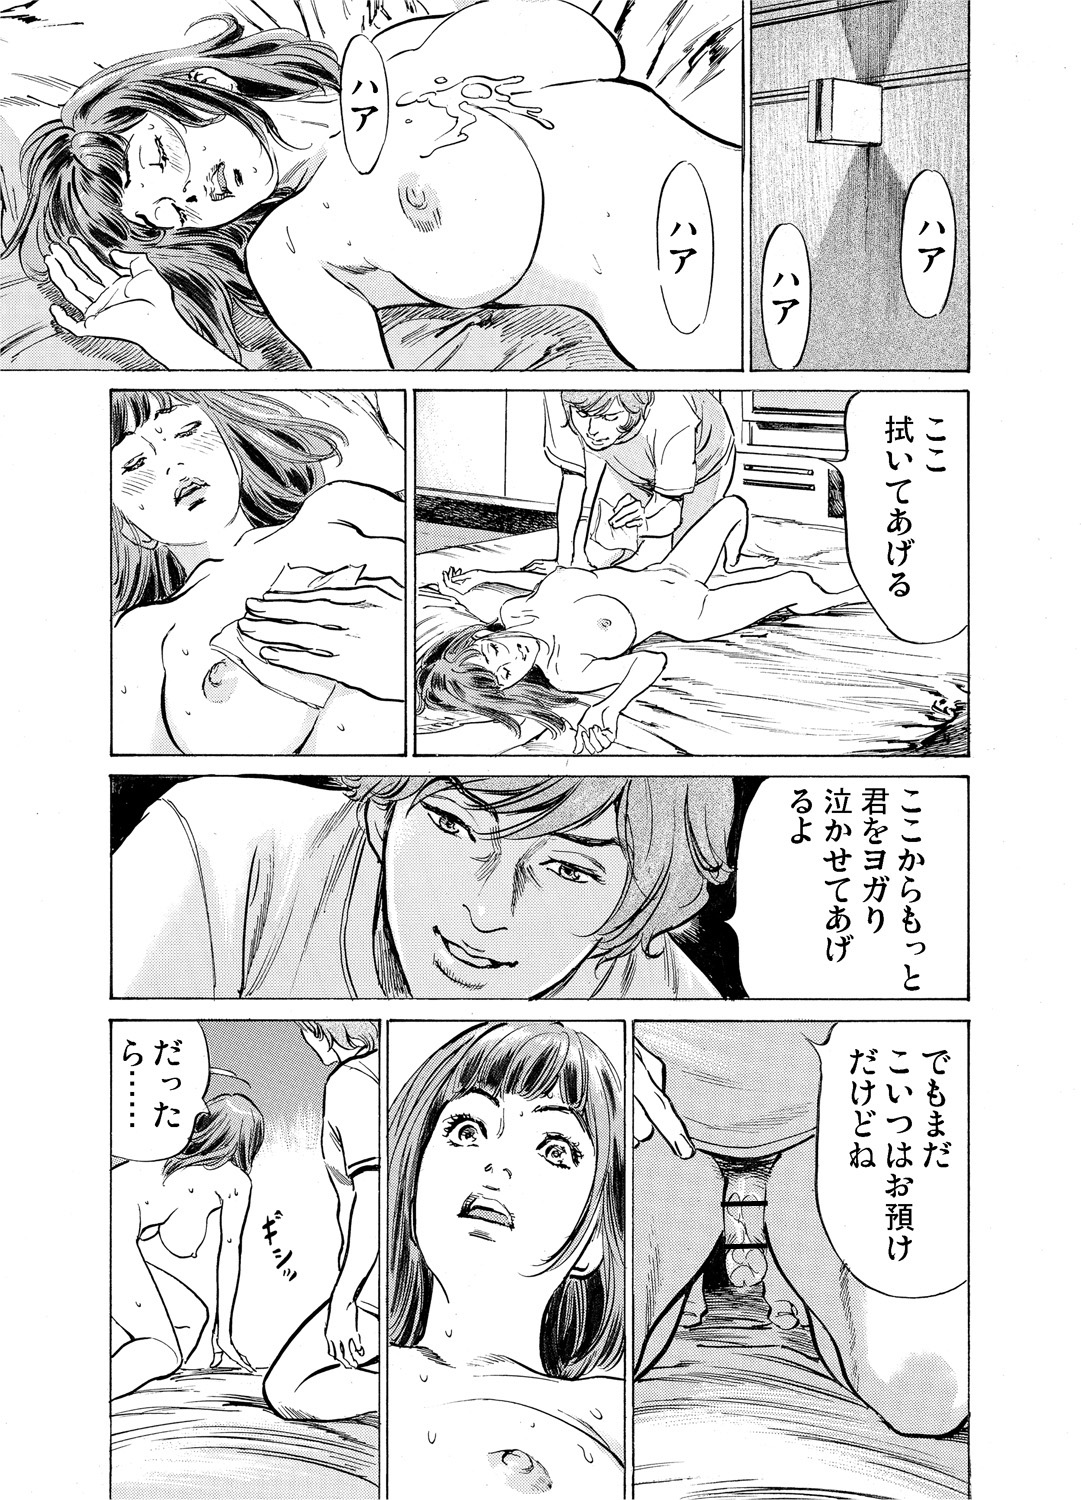 ハア
ハア
ハア
ハア
ここ
拭いてあげる
ここからもっと
君をヨガり
泣かせてあげ
るよ
でもまだ
こいつはお預け
だけどね
だった
ら……
ギシッ